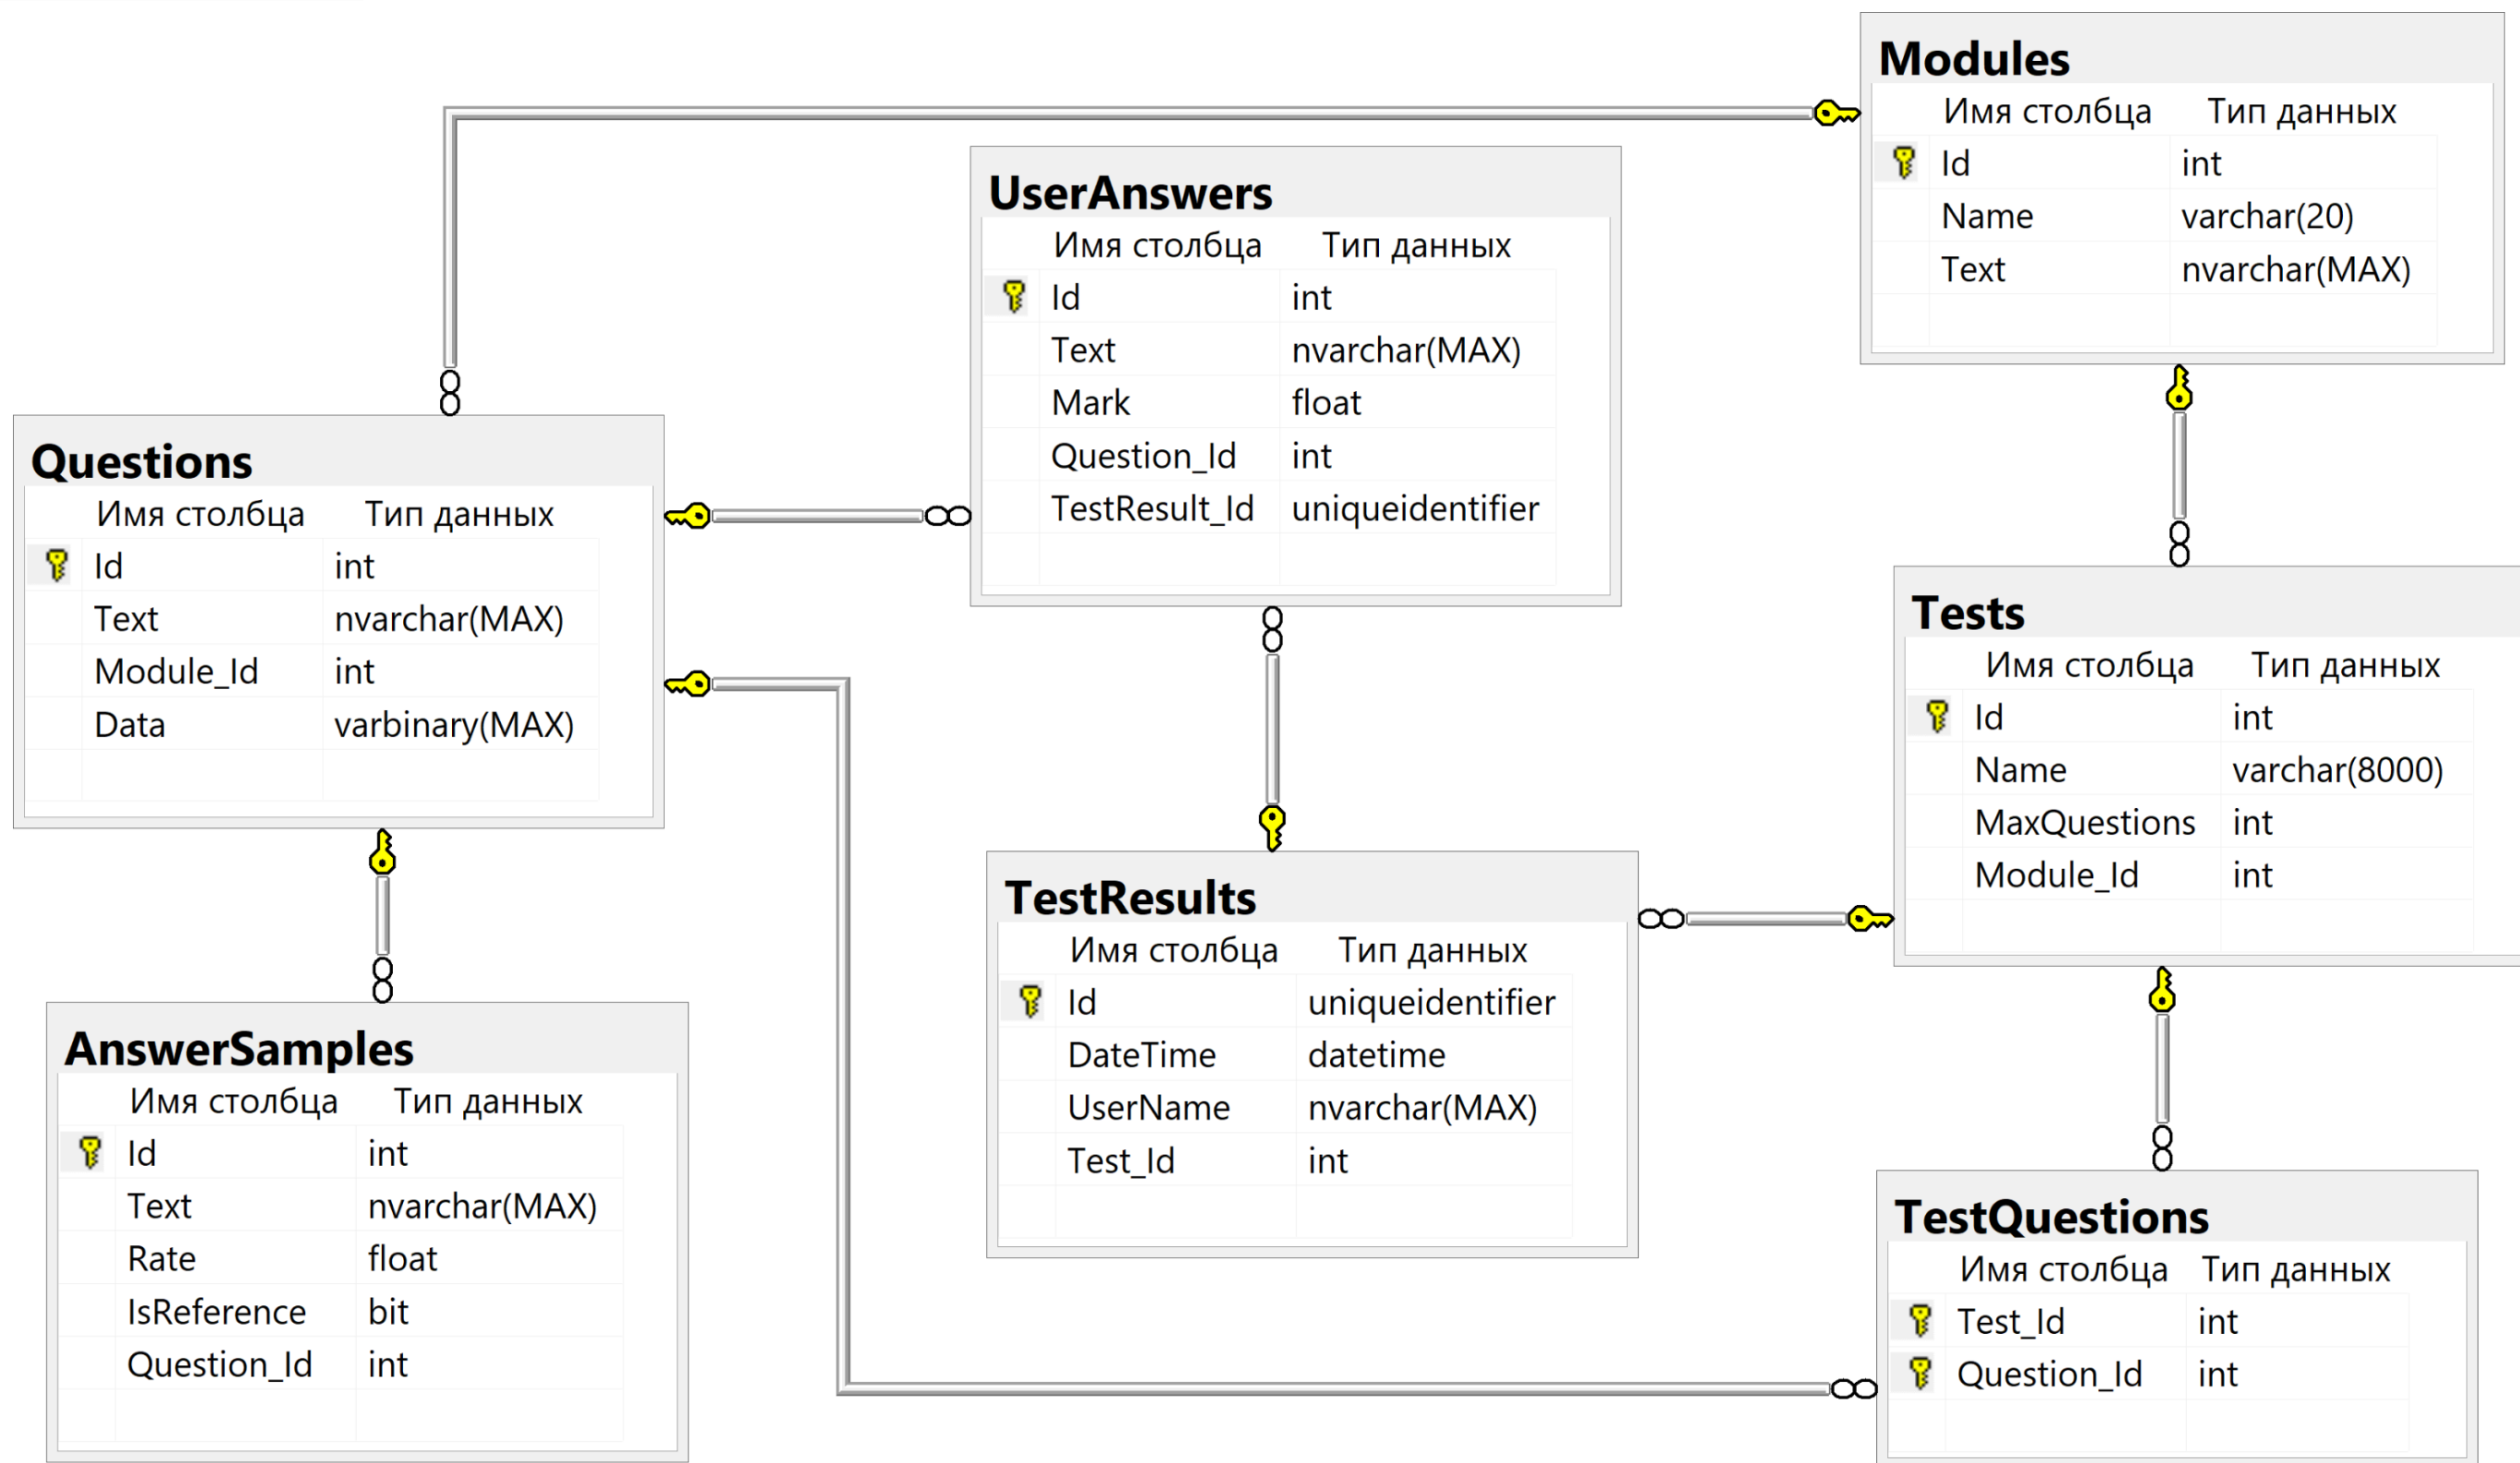 Modules
Имя столбца Тип данных
Id int
Name varchar(20)
Text nvarchar(MAX)
UserAnswers
Имя столбца Тип данных
Id int
Text nvarchar(MAX)
Mark float
Question_Id int
TestResult_Id uniqueidentifier
Questions
Имя столбца Тип данных
Id int
Text nvarchar(MAX)
Module_Id int
Data varbinary(MAX)
Tests
Имя столбца Тип данных
Id int
Name varchar(8000)
MaxQuestions int
Module_Id int
TestResults
Имя столбца Тип данных
Id uniqueidentifier
DateTime datetime
UserName nvarchar(MAX)
Test_Id int
AnswerSamples
Имя столбца Тип данных
Id int
Text nvarchar(MAX)
Rate float
IsReference bit
Question_Id int
TestQuestions
Имя столбца Тип данных
Test_Id int
Question_Id int